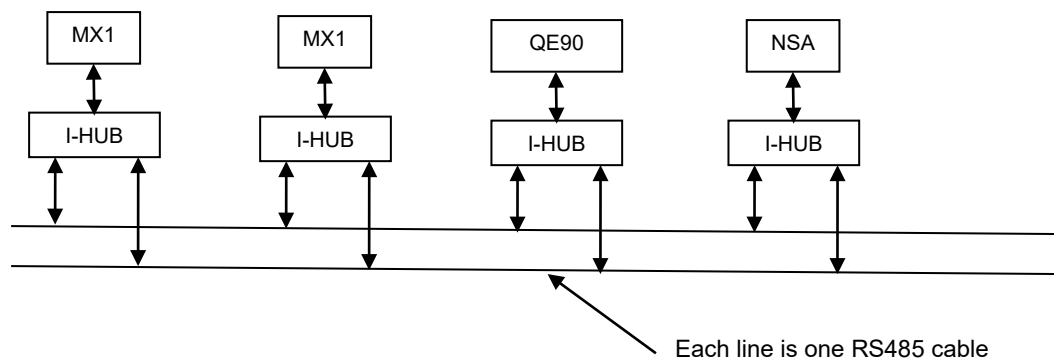 MX1
MX1
QE90
NSA
I-HUB
I-HUB
I-HUB
I-HUB
Each line is one RS485 cable